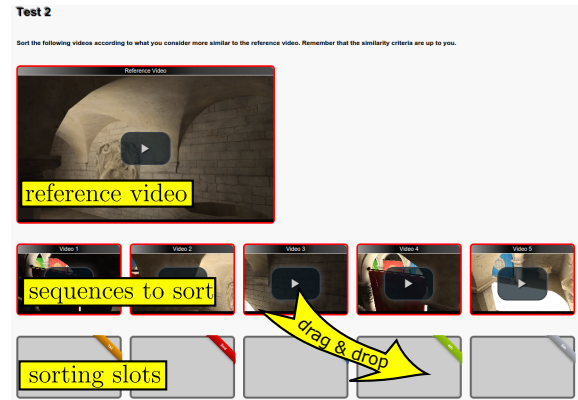 Test 2
Sort the following videos according to what you consider more similar to the reference video. Remember that the similarity criteria are up to you.
Reference Video
reference video
Video 1
Video 2
Video 3
Video 4
Video 5
sequences to sort
drag & drop
sorting slots